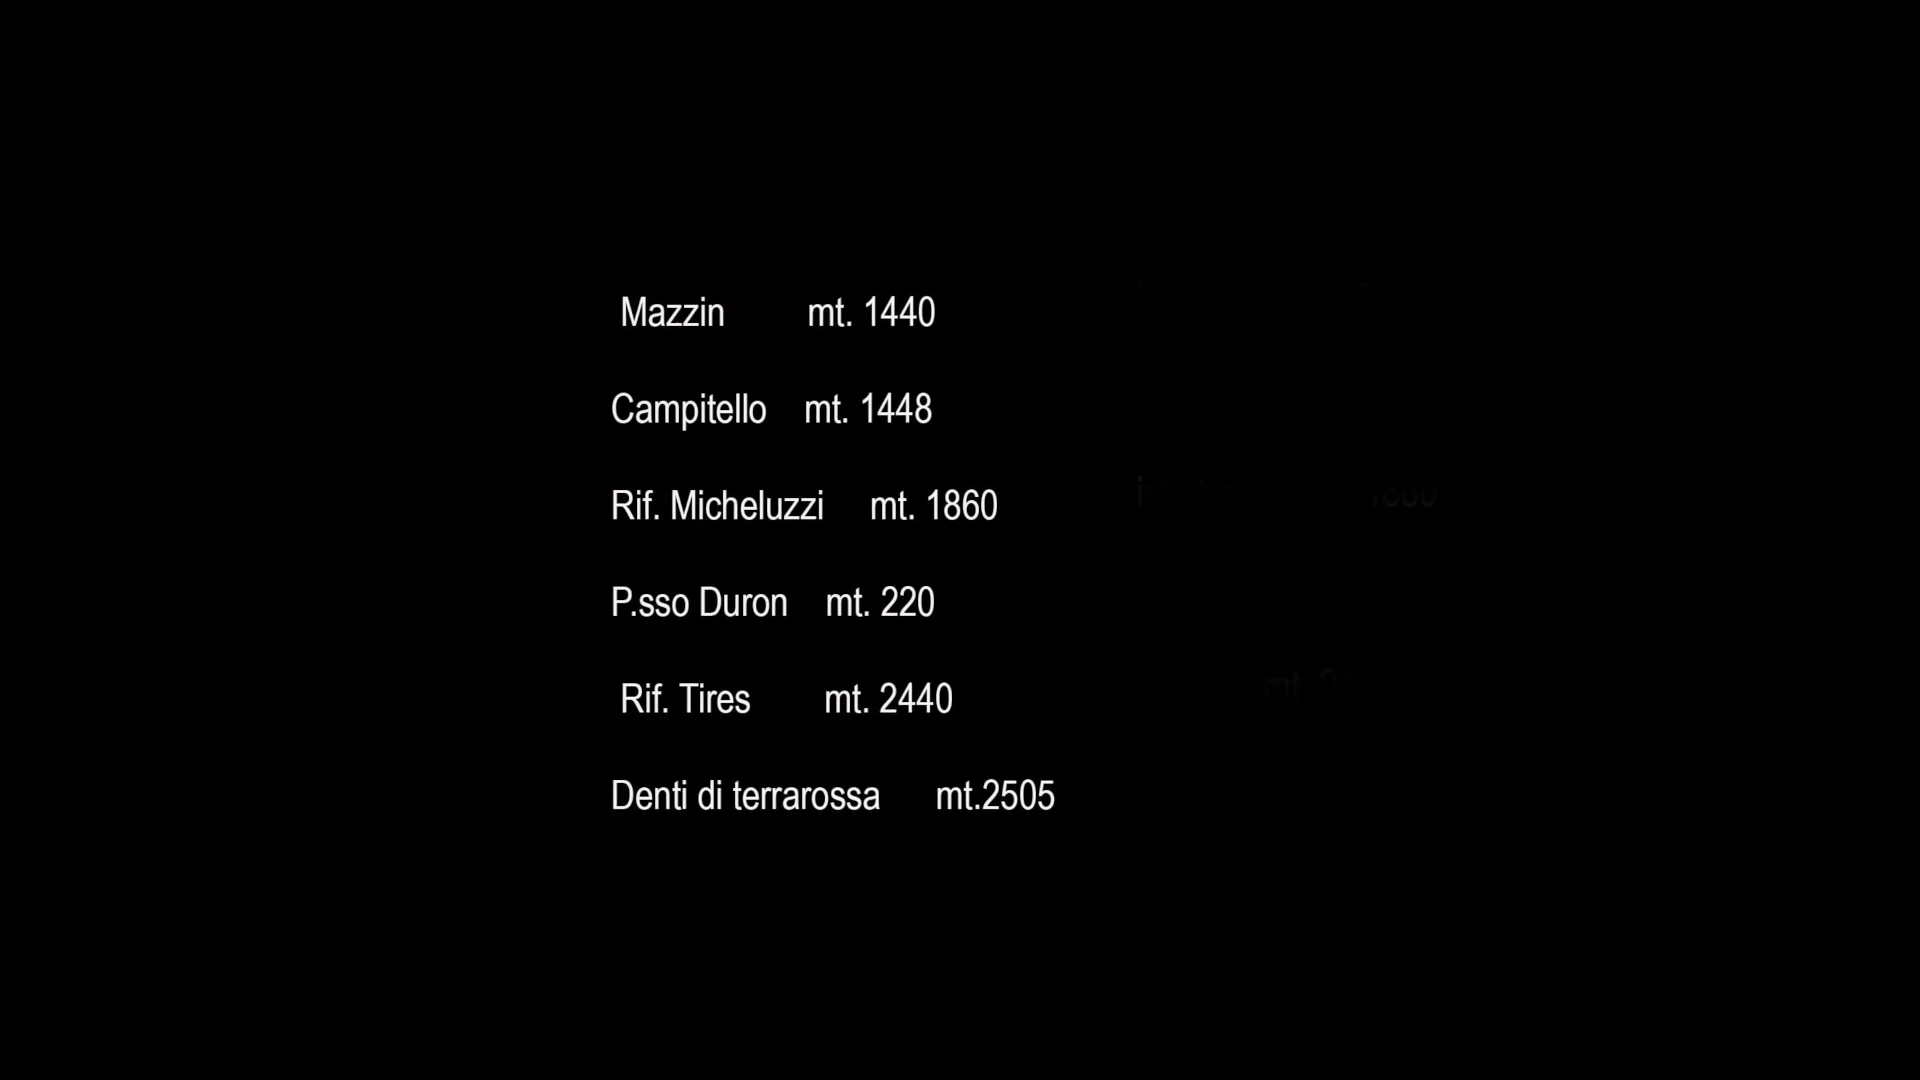 Mazzin mt. 1440
Campitello mt. 1448
Rif. Micheluzzi mt. 1860
P.sso Duron mt. 220
Rif. Tires mt. 2440
Denti di terrarossa mt.2505